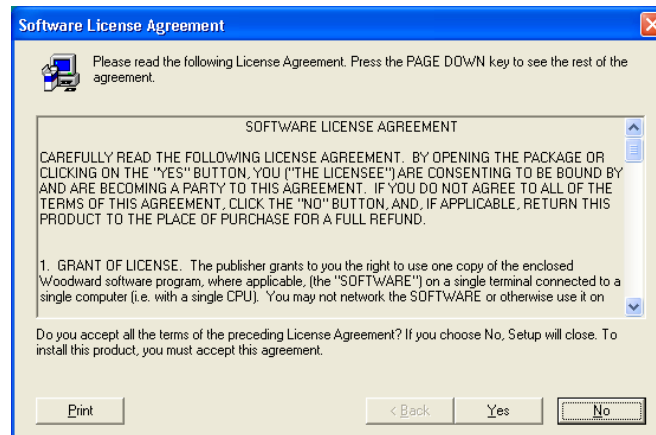 Software License Agreement
Please read the following License Agreement. Press the PAGE DOWN key to see the rest of the
agreement.
SOFTWARE LICENSE AGREEMENT
CAREFULLY READ THE FOLLOWING LICENSE AGREEMENT. BY OPENING THE PACKAGE OR
CLICKING ON THE "YES" BUTTON, YOU ("THE LICENSEE") ARE CONSENTING TO BE BOUND BY
AND ARE BECOMING A PARTY TO THIS AGREEMENT. IF YOU DO NOT AGREE TO ALL OF THE
TERMS OF THIS AGREEMENT, CLICK THE "NO" BUTTON, AND, IF APPLICABLE, RETURN THIS
PRODUCT TO THE PLACE OF PURCHASE FOR A FULL REFUND.
1. GRANT OF LICENSE. The publisher grants to you the right to use one copy of the enclosed
Woodward software program, where applicable, (the "SOFTWARE") on a single terminal connected to a
single computer (i.e. with a single CPU). You may not network the SOFTWARE or otherwise use it on
Do you accept all the terms of the preceding License Agreement? If you choose No, Setup will close. To
install this product, you must accept this agreement.
Print
< Back
Yes
No